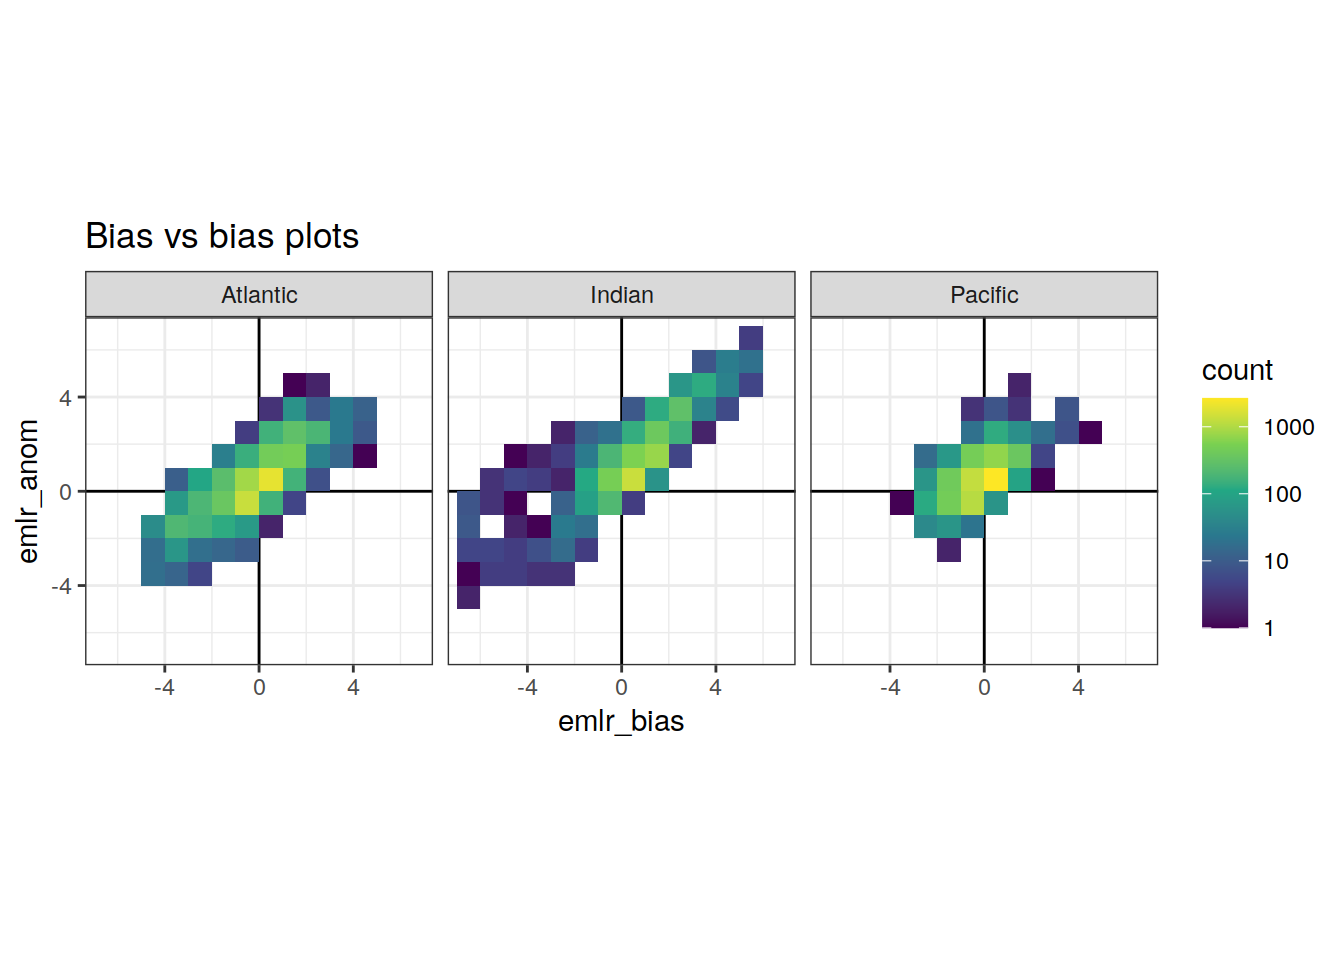 Bias vs bias plots
Atlantic Indian Pacific
emlr_anom
4
0
-4
-4 0 4 -4 0 4 -4 0 4
emlr_bias
count
1000
100
10
1